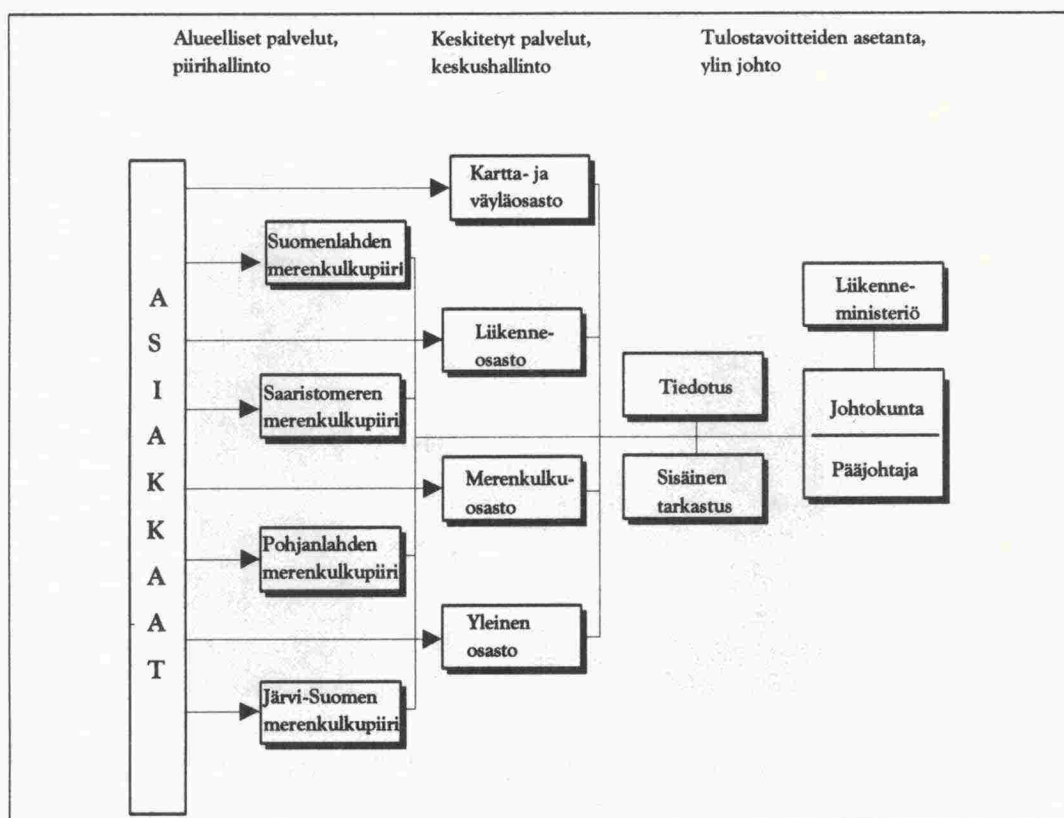 Alueelliset palvelut,
piirihallinto
Keskitetyt palvelut,
keskushallinto
Tulostavoitteiden asetanta,
ylin johto
ASIAKKAAT
Kartta- ja
väyläosasto
Suomenlahden
merenkulkupiiri
Liikenne-
osasto
Saaristomeren
merenkulkupiiri
Merenkulku-
osasto
Pohjanlahden
merenkulkupiiri
Yleinen
osasto
Järvi-Suomen
merenkulkupiiri
Tiedotus
Sisäinen
tarkastus
Liikenne-
ministeriö
Johtokunta
Pääjohtaja